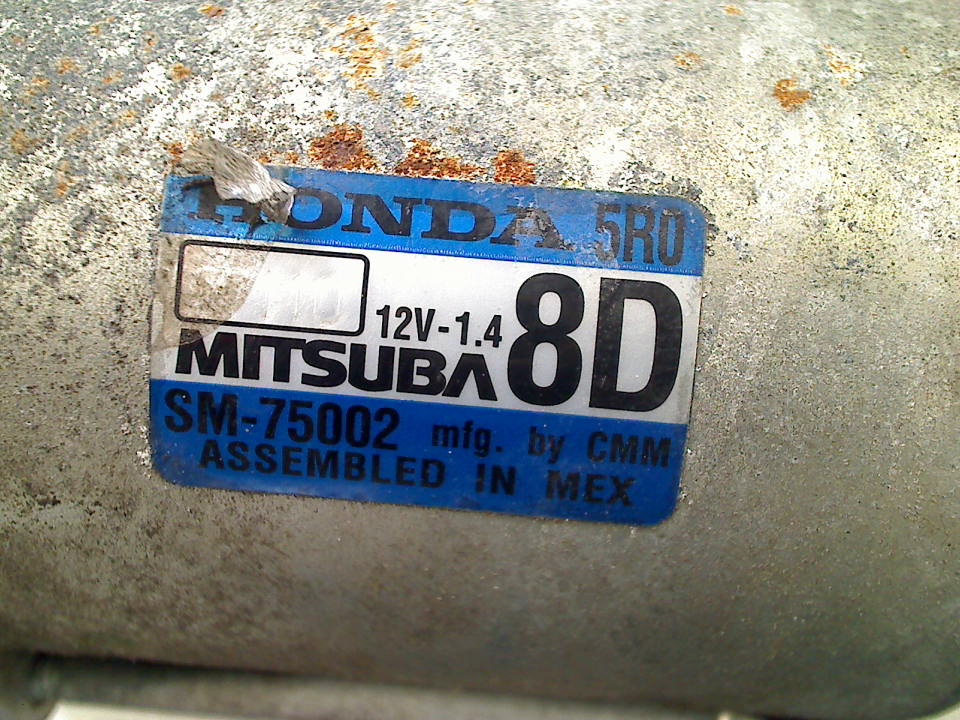 HONDA 5R0
12V-1.4 8D
MITSUBA
SM-75002 mfg. by CMM
ASSEMBLED IN MEX